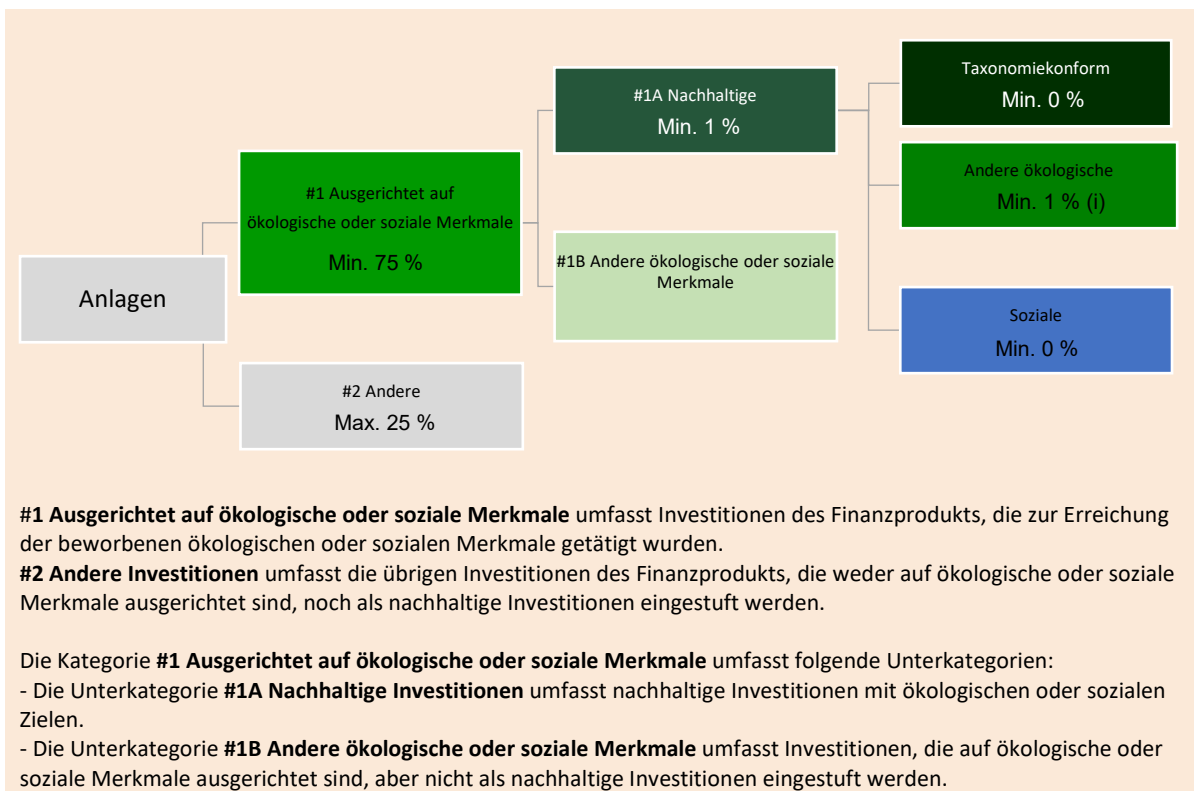 Anlagen
#1 Ausgerichtet auf
ökologische oder soziale Merkmale
Min. 75 %
#2 Andere
Max. 25 %
#1A Nachhaltige
Min. 1 %
#1B Andere ökologische oder soziale
Merkmale
Taxonomiekonform
Min. 0 %
Andere ökologische
Min. 1 % (i)
Soziale
Min. 0 %
#1 Ausgerichtet auf ökologische oder soziale Merkmale umfasst Investitionen des Finanzprodukts, die zur Erreichung
der beworbenen ökologischen oder sozialen Merkmale getätigt wurden.
#2 Andere Investitionen umfasst die übrigen Investitionen des Finanzprodukts, die weder auf ökologische oder soziale
Merkmale ausgerichtet sind, noch als nachhaltige Investitionen eingestuft werden.
Die Kategorie #1 Ausgerichtet auf ökologische oder soziale Merkmale umfasst folgende Unterkategorien:
- Die Unterkategorie #1A Nachhaltige Investitionen umfasst nachhaltige Investitionen mit ökologischen oder sozialen
Zielen.
- Die Unterkategorie #1B Andere ökologische oder soziale Merkmale umfasst Investitionen, die auf ökologische oder
soziale Merkmale ausgerichtet sind, aber nicht als nachhaltige Investitionen eingestuft werden.